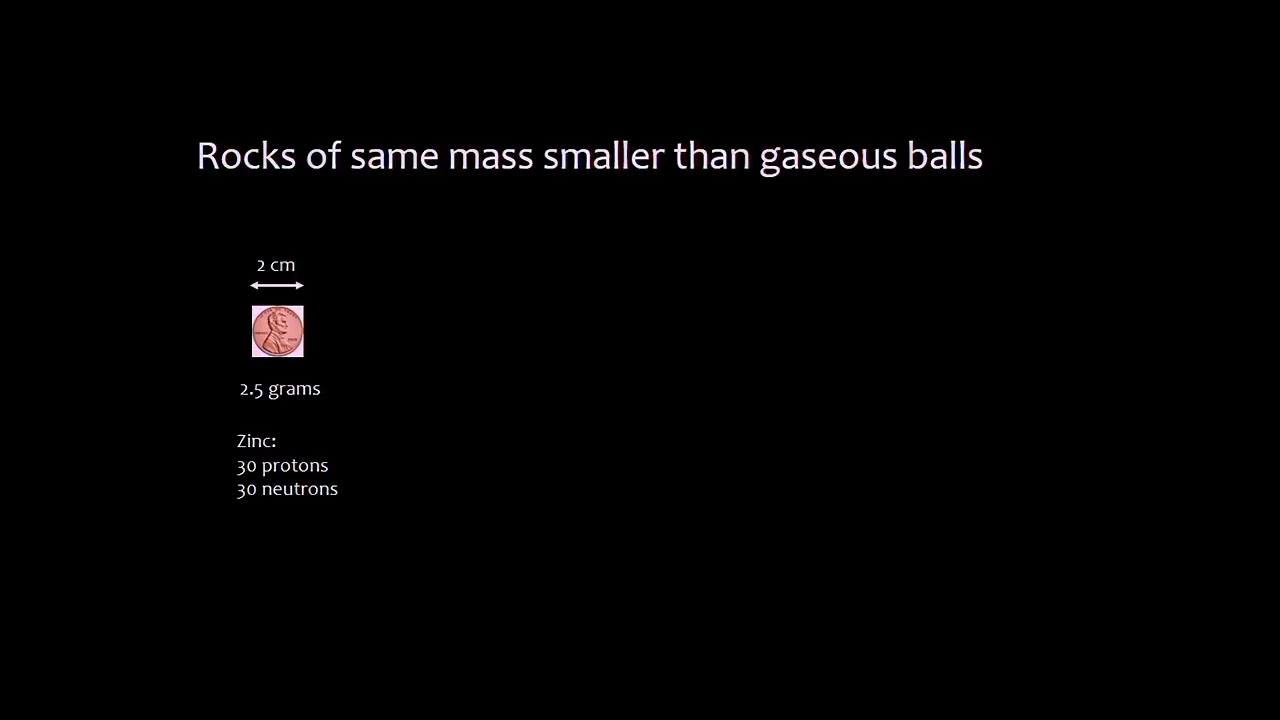 Rocks of same mass smaller than gaseous balls
2 cm
2.5 grams
Zinc:
30 protons
30 neutrons